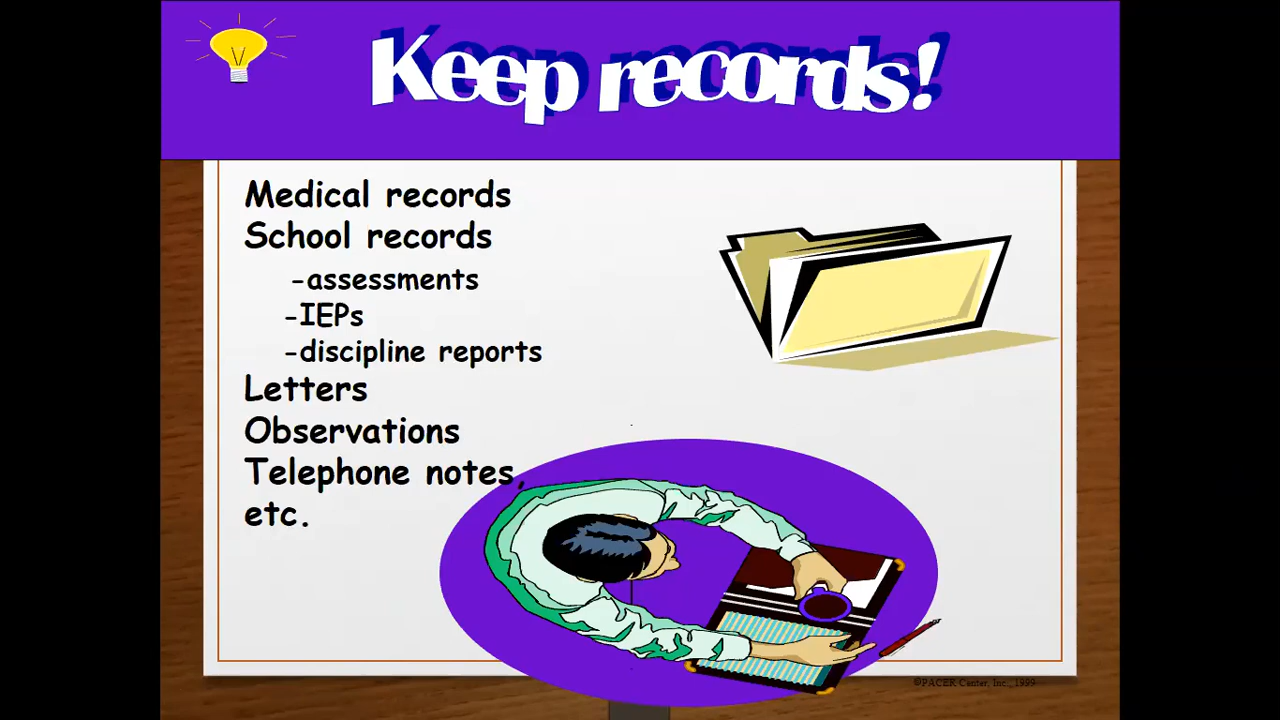 Keep records!
Medical records
School records
-assessments
-IEPs
-discipline reports
Letters
Observations
Telephone notes,
etc.
©PACER Center, Inc., 1999